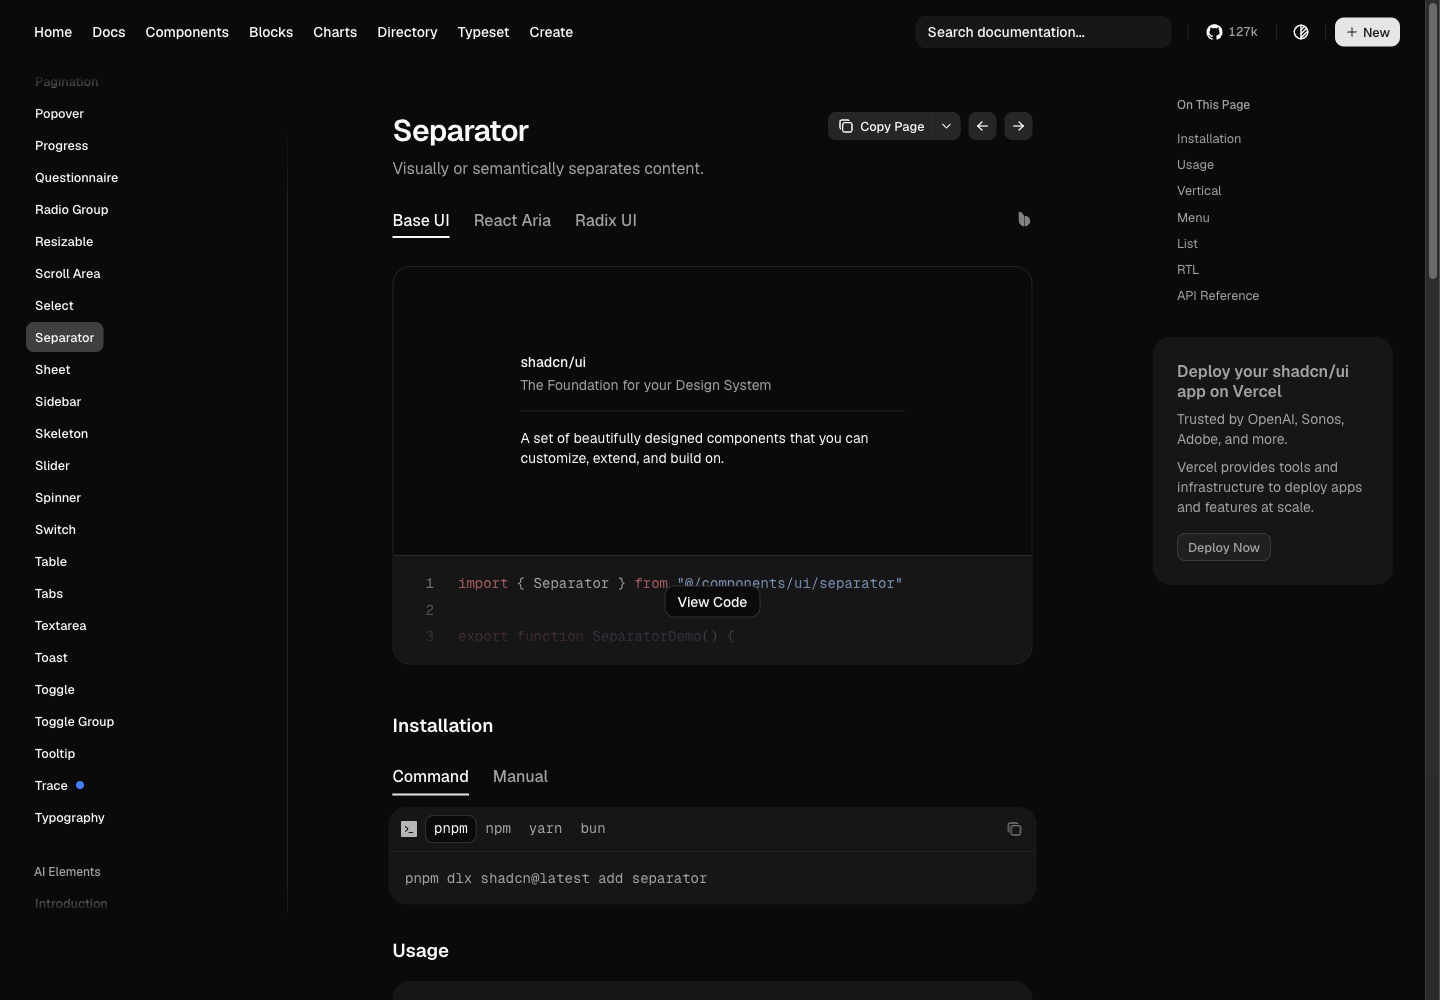 Home Docs Components Blocks Charts Directory Typeset Create
Search documentation...
127k
New
Pagination
Popover
Progress
Questionnaire
Radio Group
Resizable
Scroll Area
Select
Separator
Sheet
Sidebar
Skeleton
Slider
Spinner
Switch
Table
Tabs
Textarea
Toast
Toggle
Toggle Group
Tooltip
Trace
Typography
AI Elements
Introduction
Separator
Copy Page
Visually or semantically separates content.
Base UI React Aria Radix UI
shadcn/ui
The Foundation for your Design System
A set of beautifully designed components that you can
customize, extend, and build on.
1 import { Separator } from "@/components/ui/separator"
2
3 export function SeparatorDemo() {
View Code
Installation
Command Manual
pnpm npm yarn bun
pnpm dlx shadcn@latest add separator
Usage
On This Page
Installation
Usage
Vertical
Menu
List
RTL
API Reference
Deploy your shadcn/ui
app on Vercel
Trusted by OpenAI, Sonos,
Adobe, and more.
Vercel provides tools and
infrastructure to deploy apps
and features at scale.
Deploy Now